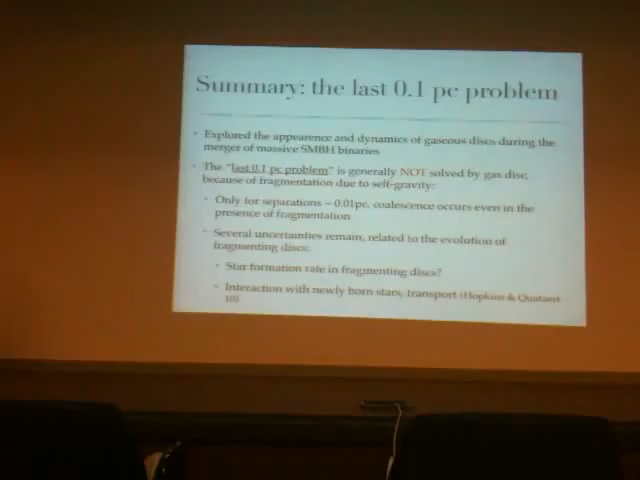 Summary: the last 0.1 pc problem
Explored the appearence and dynamics of gaseous discs during the
merger of massive SMBH binaries
The "last 0.1 pc problem" is generally NOT solved by gas disc,
because of fragmentation due to self-gravity:
Only for separations ~ 0.01pc, coalescence occurs even in the
presence of fragmentation
Several uncertainties remain, related to the evolution of
fragmenting discs:
Star formation rate in fragmenting discs?
Interaction with newly born stars, transport (Hopkins & Quataert
10)